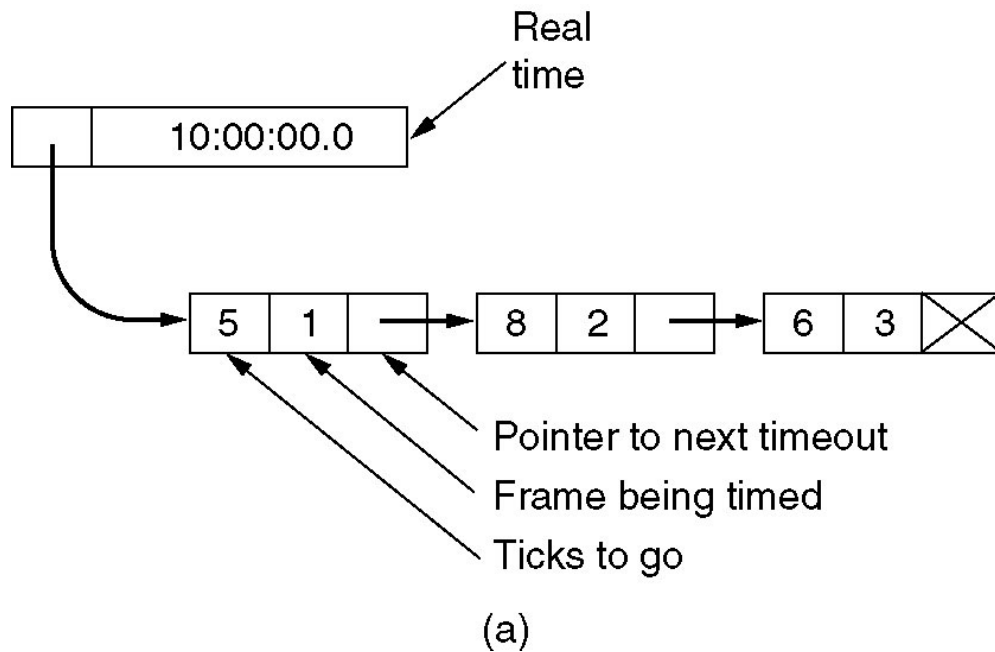 Real
time
10:00:00.0
5 1 8 2 6 3
Pointer to next timeout
Frame being timed
Ticks to go
(a)